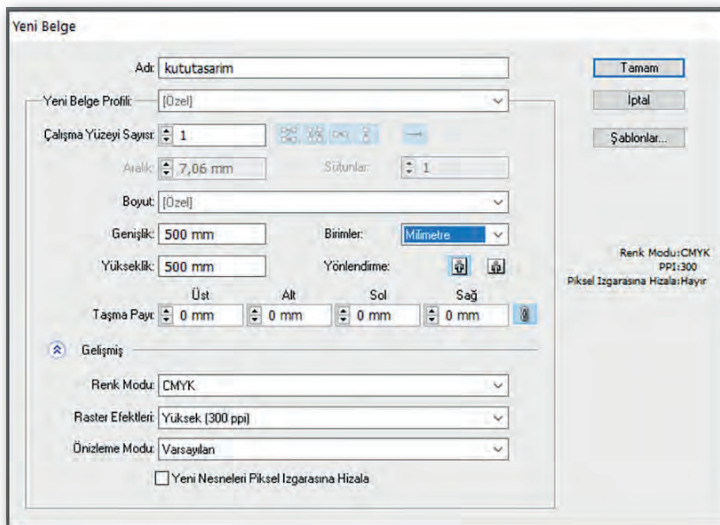 Yeni Belge
Adı: kututasarim
Tamam
Yeni Belge Profili: [Özel]
İptal
Çalışma Yüzeyi Sayısı: 1
Şablonlar...
Aralık: 7,06 mm Sütunlar: 1
Boyut: [Özel]
Genişlik: 500 mm Birimler: Milimetre
Yükseklik: 500 mm Yönlendirme:
Renk Modu:CMYK
PPI:300
Piksel Izgarasına Hizala:Hayır
Üst Alt Sol Sağ
Taşma Payı: 0 mm 0 mm 0 mm 0 mm
Gelişmiş
Renk Modu: CMYK
Raster Efektleri: Yüksek (300 ppi)
Önizleme Modu: Varsayılan
Yeni Nesneleri Piksel Izgarasına Hizala